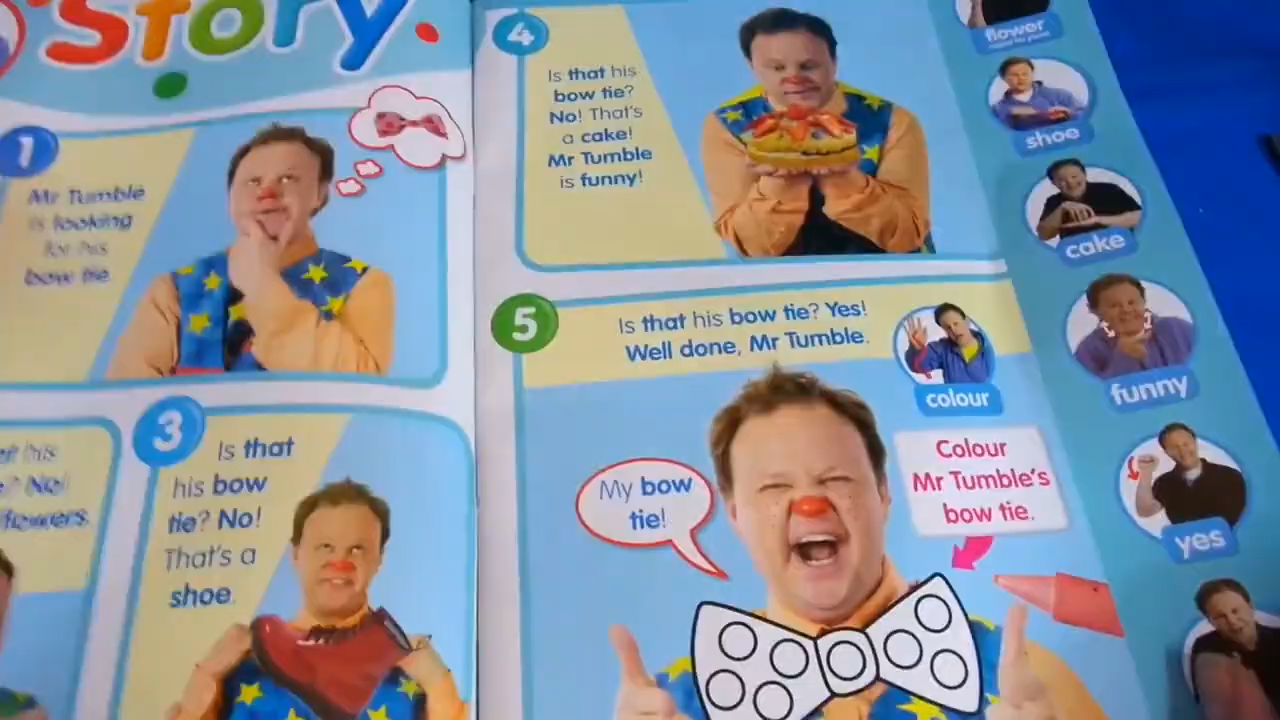 Story
1
Mr Tumble
is looking
for his
bow tie
No!
flowers.
3
Is that
his bow
tie? No!
That's a
shoe.
4
Is that his
bow tie?
No! That's
a cake!
Mr Tumble
is funny!
5
Is that his bow tie? Yes!
Well done, Mr Tumble.
colour
My bow
tie!
Colour
Mr Tumble's
bow tie.
flower
shoe
cake
funny
yes